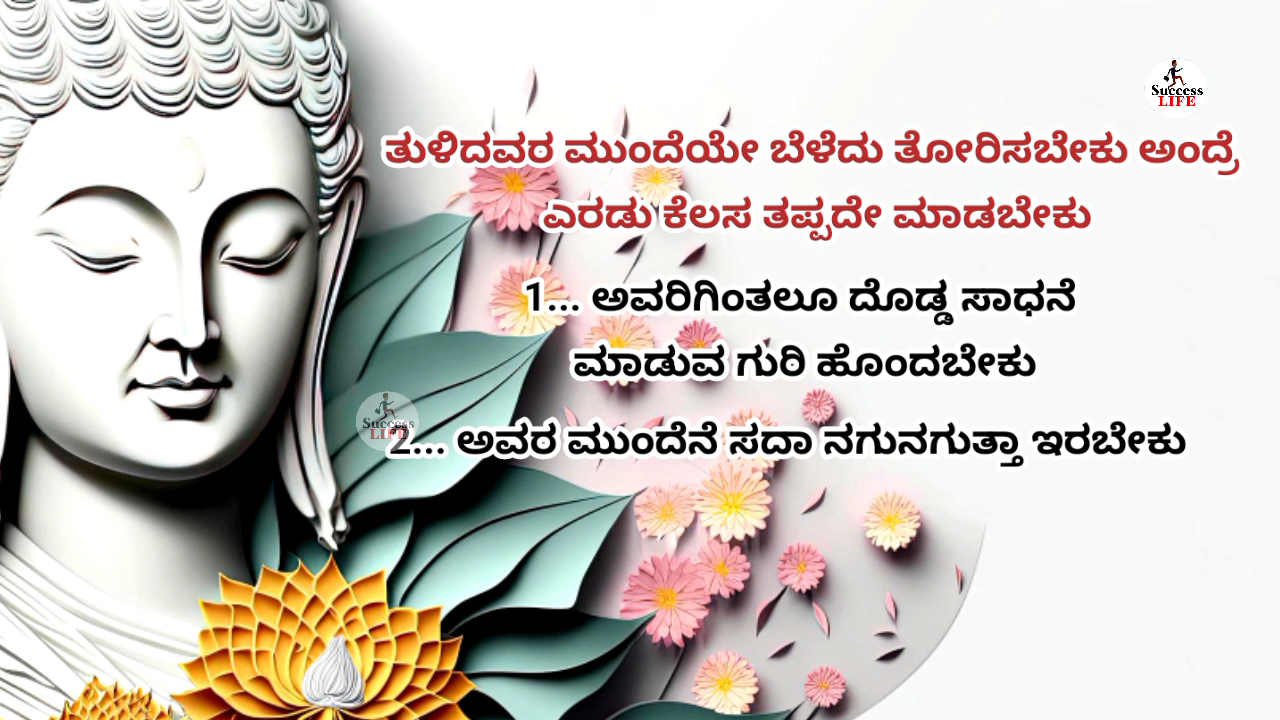 Success
LIFE
ತುಳಿದವರ ಮುಂದೆಯೇ ಬೆಳೆದು ತೋರಿಸಬೇಕು ಅಂದ್ರೆ
ಎರಡು ಕೆಲಸ ತಪ್ಪದೇ ಮಾಡಬೇಕು
1... ಅವರಿಗಿಂತಲೂ ದೊಡ್ಡ ಸಾಧನೆ
ಮಾಡುವ ಗುರಿ ಹೊಂದಬೇಕು
Success
LIFE
2... ಅವರ ಮುಂದೆನೆ ಸದಾ ನಗುನಗುತ್ತಾ ಇರಬೇಕು